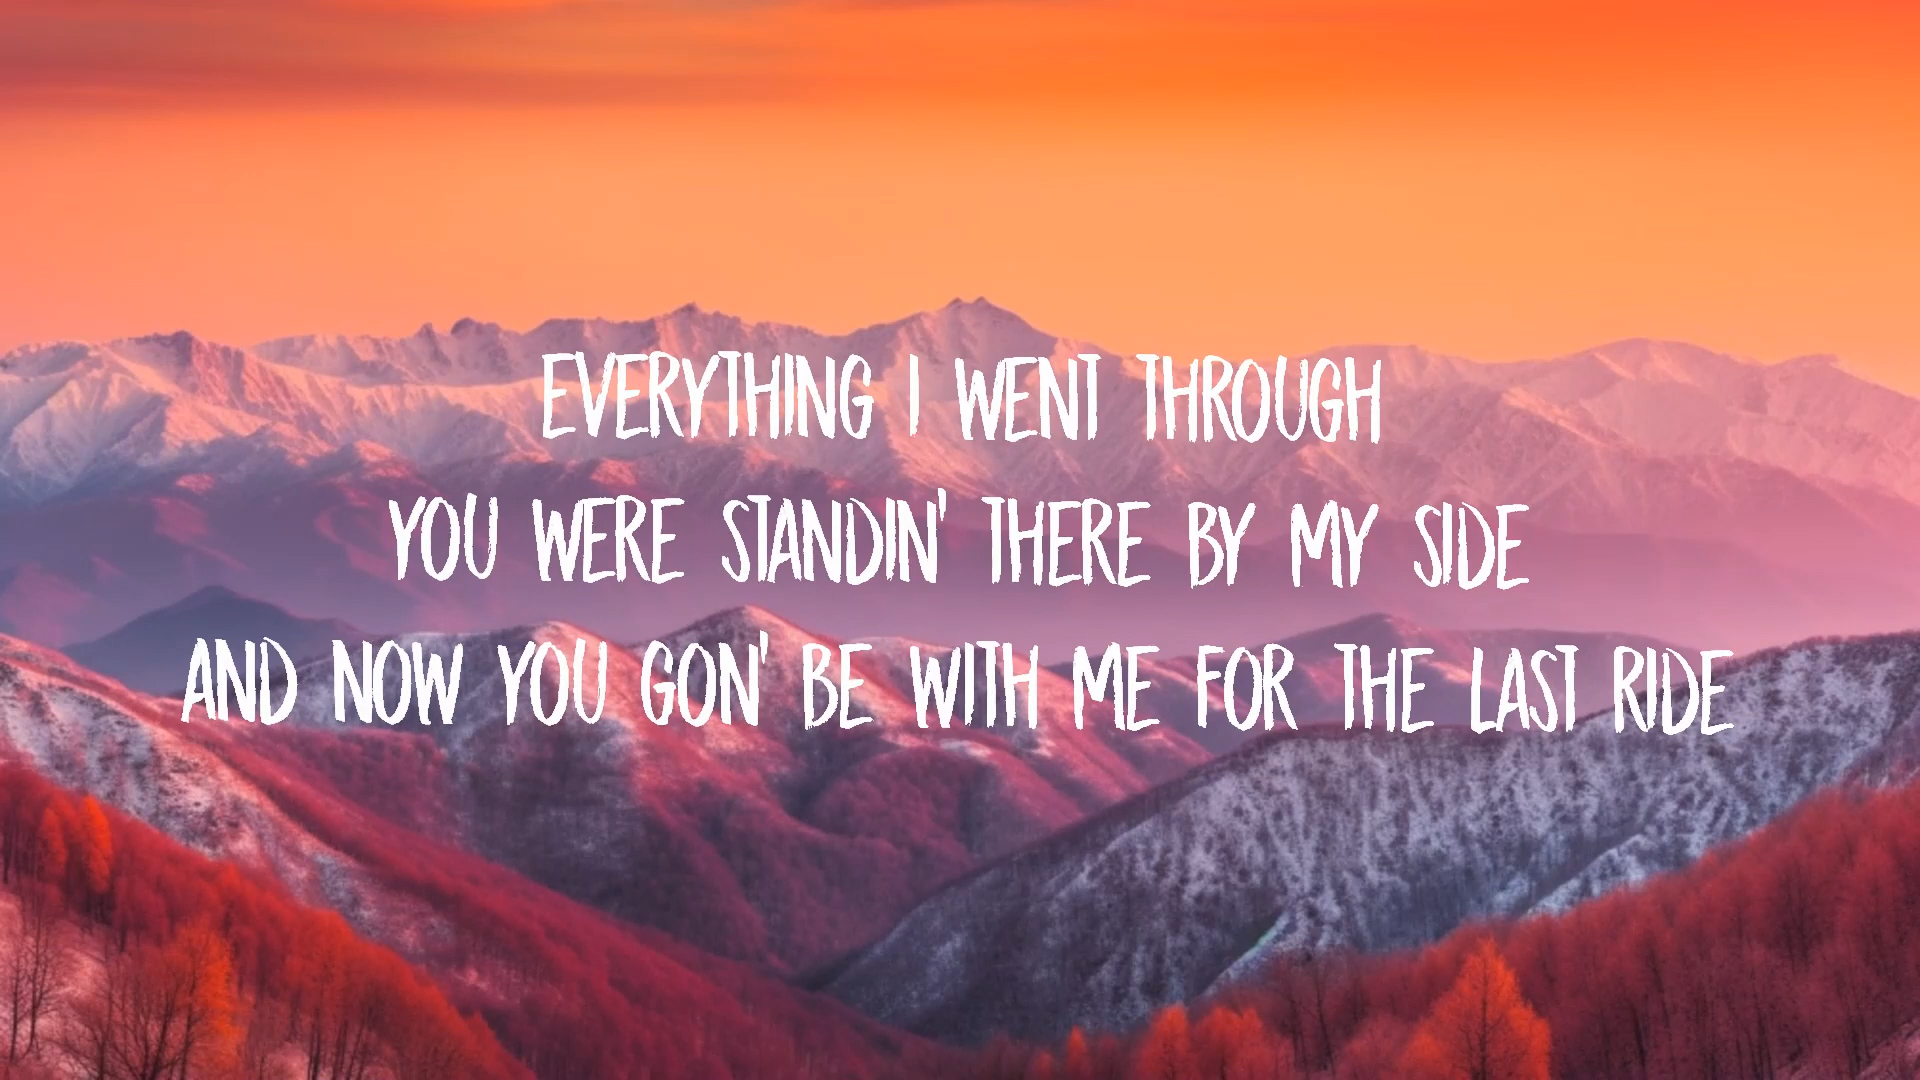 EVERYTHING I WENT THROUGH
YOU WERE STANDIN' THERE BY MY SIDE
AND NOW YOU GON' BE WITH ME FOR THE LAST RIDE